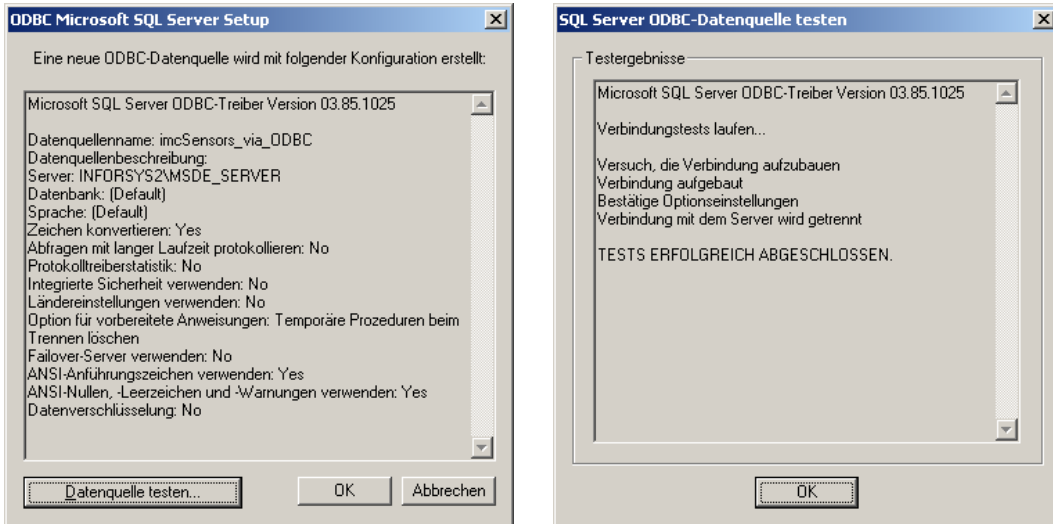 ODBC Microsoft SQL Server Setup
Eine neue ODBC-Datenquelle wird mit folgender Konfiguration erstellt:
Microsoft SQL Server ODBC-Treiber Version 03.85.1025
Datenquellenname: imcSensors_via_ODBC
Datenquellenbeschreibung:
Server: INFORSYS2\MSDE_SERVER
Datenbank: (Default)
Sprache: (Default)
Zeichen konvertieren: Yes
Abfragen mit langer Laufzeit protokollieren: No
Protokolltreiberstatistik: No
Integrierte Sicherheit verwenden: No
Ländereinstellungen verwenden: No
Option für vorbereitete Anweisungen: Temporäre Prozeduren beim
Trennen löschen
Failover-Server verwenden: No
ANSI-Anführungszeichen verwenden: Yes
ANSI-Nullen, -Leerzeichen und -Warnungen verwenden: Yes
Datenverschlüsselung: No
Datenquelle testen...
OK
Abbrechen
SQL Server ODBC-Datenquelle testen
Testergebnisse
Microsoft SQL Server ODBC-Treiber Version 03.85.1025
Verbindungstests laufen...
Versuch, die Verbindung aufzubauen
Verbindung aufgebaut
Bestätige Optionseinstellungen
Verbindung mit dem Server wird getrennt
TESTS ERFOLGREICH ABGESCHLOSSEN.
OK